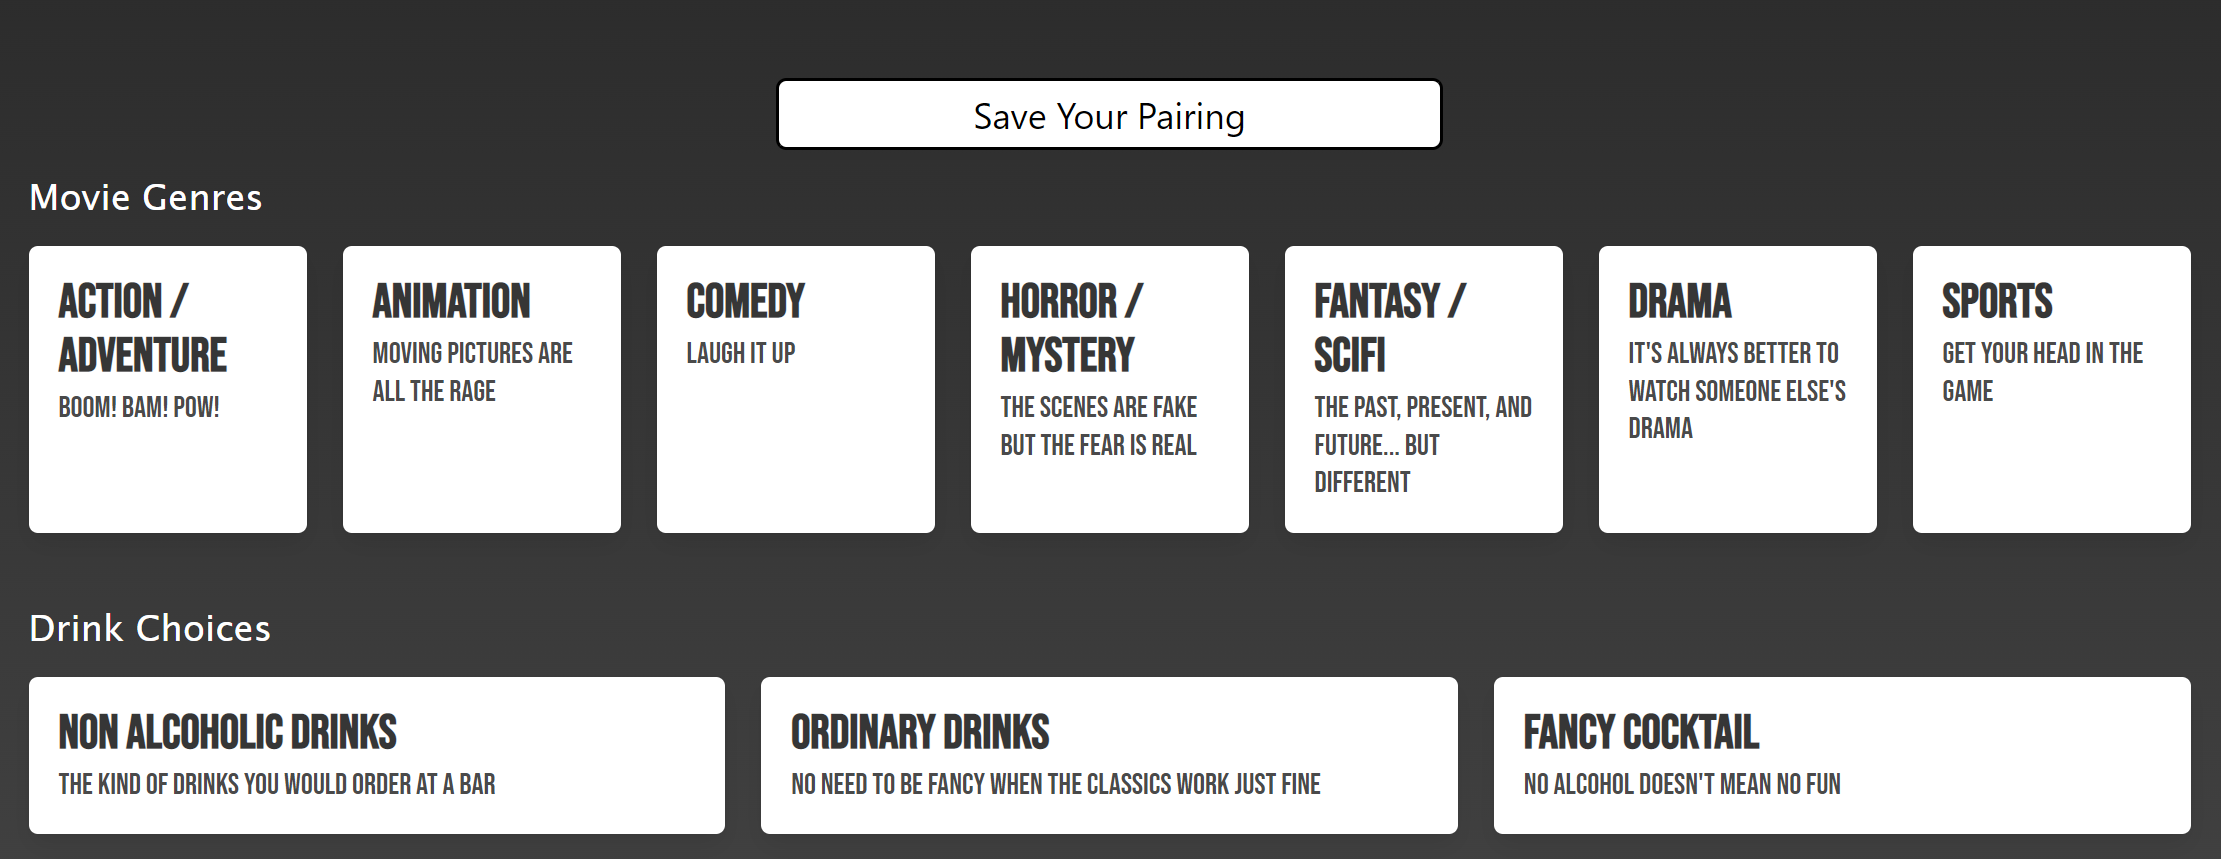 Save Your Pairing
Movie Genres
ACTION /
ADVENTURE
BOOM! BAM! POW!
ANIMATION
MOVING PICTURES ARE
ALL THE RAGE
COMEDY
LAUGH IT UP
HORROR /
MYSTERY
THE SCENES ARE FAKE
BUT THE FEAR IS REAL
FANTASY /
SCIFI
THE PAST, PRESENT, AND
FUTURE... BUT
DIFFERENT
DRAMA
IT'S ALWAYS BETTER TO
WATCH SOMEONE ELSE'S
DRAMA
SPORTS
GET YOUR HEAD IN THE
GAME
Drink Choices
NON ALCOHOLIC DRINKS
THE KIND OF DRINKS YOU WOULD ORDER AT A BAR
ORDINARY DRINKS
NO NEED TO BE FANCY WHEN THE CLASSICS WORK JUST FINE
FANCY COCKTAIL
NO ALCOHOL DOESN'T MEAN NO FUN